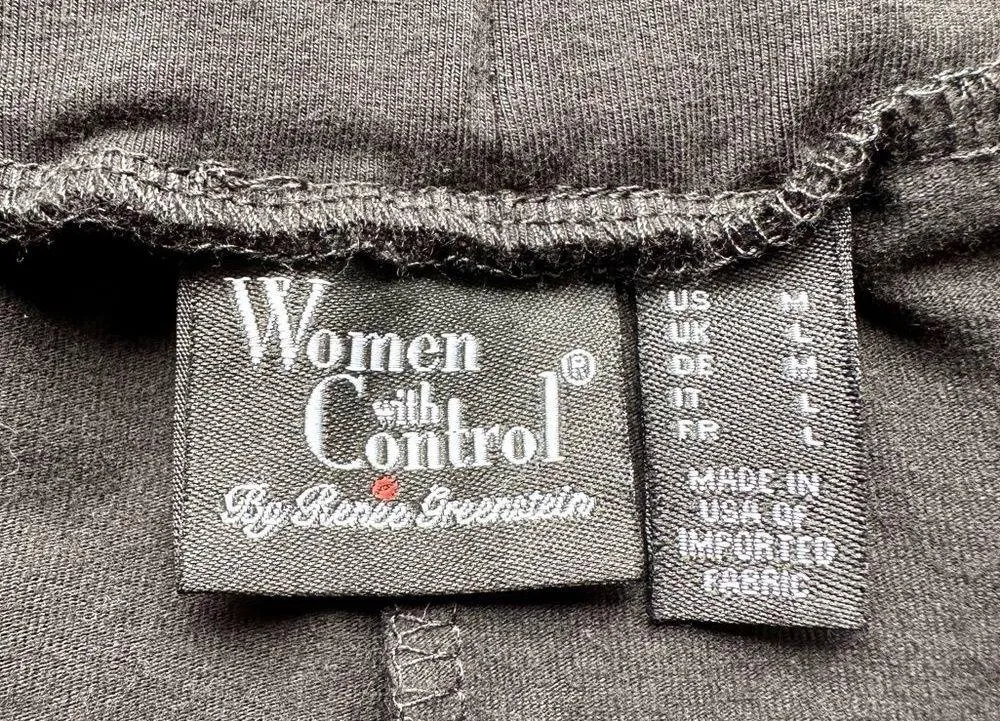 Women
with
Control®
By Renee Greenstein
US M
UK L
DE M
IT L
FR L
MADE IN
USA OF
IMPORTED
FABRIC